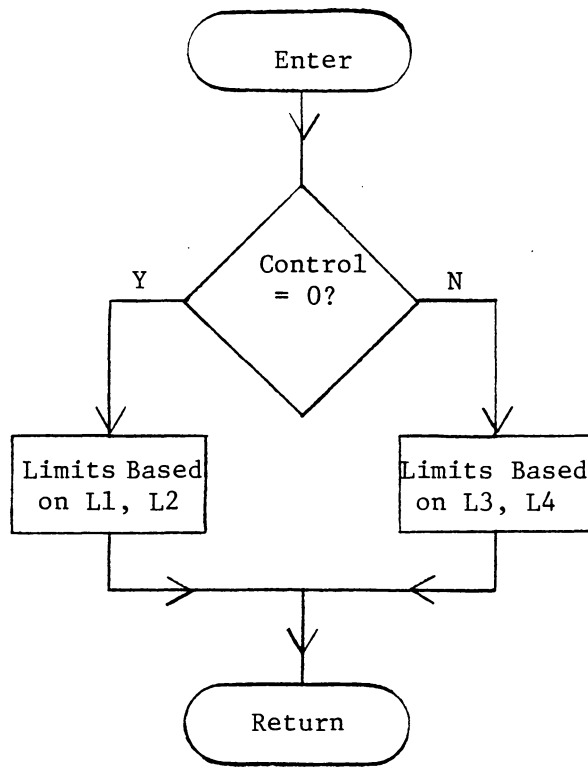 Enter
Control
= 0?
Y
N
Limits Based
on L1, L2
Limits Based
on L3, L4
Return